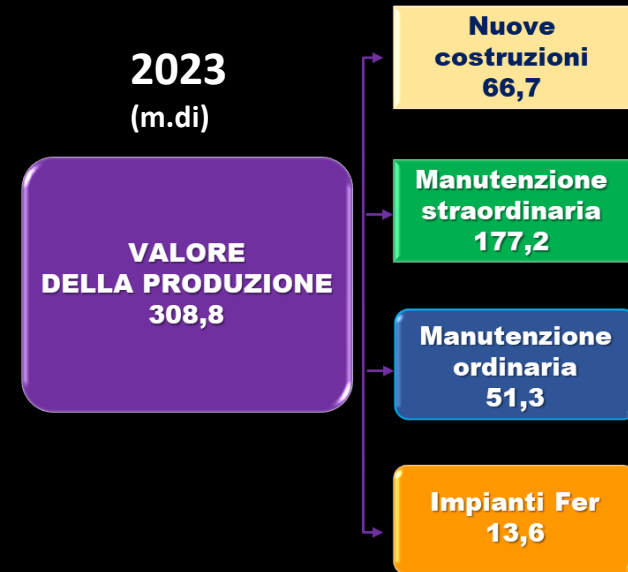 2023
(m.di)
VALORE
DELLA PRODUZIONE
308,8
Nuove
costruzioni
66,7
Manutenzione
straordinaria
177,2
Manutenzione
ordinaria
51,3
Impianti Fer
13,6